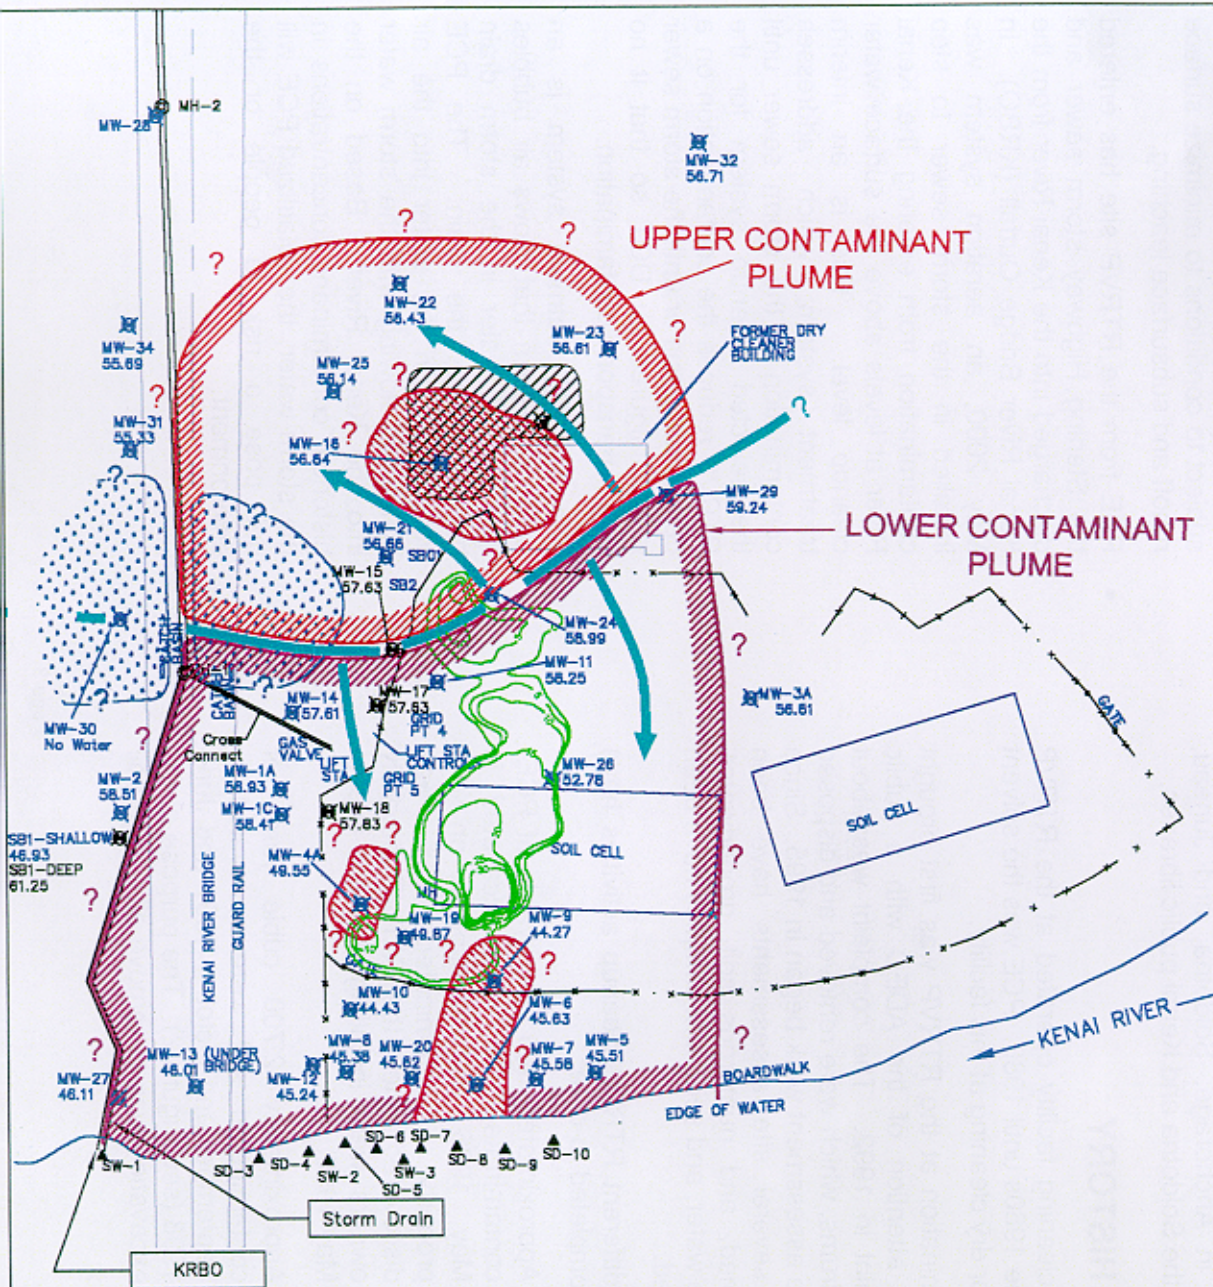 MH-2
MW-28
MW-32
56.71
UPPER CONTAMINANT
PLUME
MW-22
56.43
MW-23
56.61
FORMER DRY
CLEANER
BUILDING
MW-34
55.69
MW-25
56.14
MW-31
55.33
MW-16
56.64
MW-29
59.24
LOWER CONTAMINANT
PLUME
MW-21
56.66
SB01
MW-15
57.63
SB2
MW-24
58.99
CATCH
BASIN
MW-11
56.25
MW-30
No Water
MW-14
57.61
MW-17
57.63
GRID
PT 4
MW-3A
56.61
GATE
Cross
Connect
GAS
VALVE
LIFT
STA
LIFT STA
CONTROL
GRID
PT 5
MW-2
58.51
MW-1A
56.93
MW-1C
58.41
MW-18
57.83
MW-26
52.78
SOIL CELL
SOIL CELL
SB1-SHALLOW
46.93
SB1-DEEP
61.25
MW-4A
49.55
MH
MW-19
49.87
MW-9
44.27
KENAI RIVER BRIDGE
GUARD RAIL
MW-10
44.43
MW-6
45.63
KENAI RIVER
MW-13 (UNDER
BRIDGE)
46.01
MW-8
45.38
MW-20
45.62
MW-7
45.58
MW-5
45.51
MW-27
46.11
MW-12
45.24
BOARDWALK
EDGE OF WATER
SW-1
SD-3
SD-4
SW-2
SD-5
SD-6
SW-3
SD-7
SD-8
SD-9
SD-10
Storm Drain
KRBO